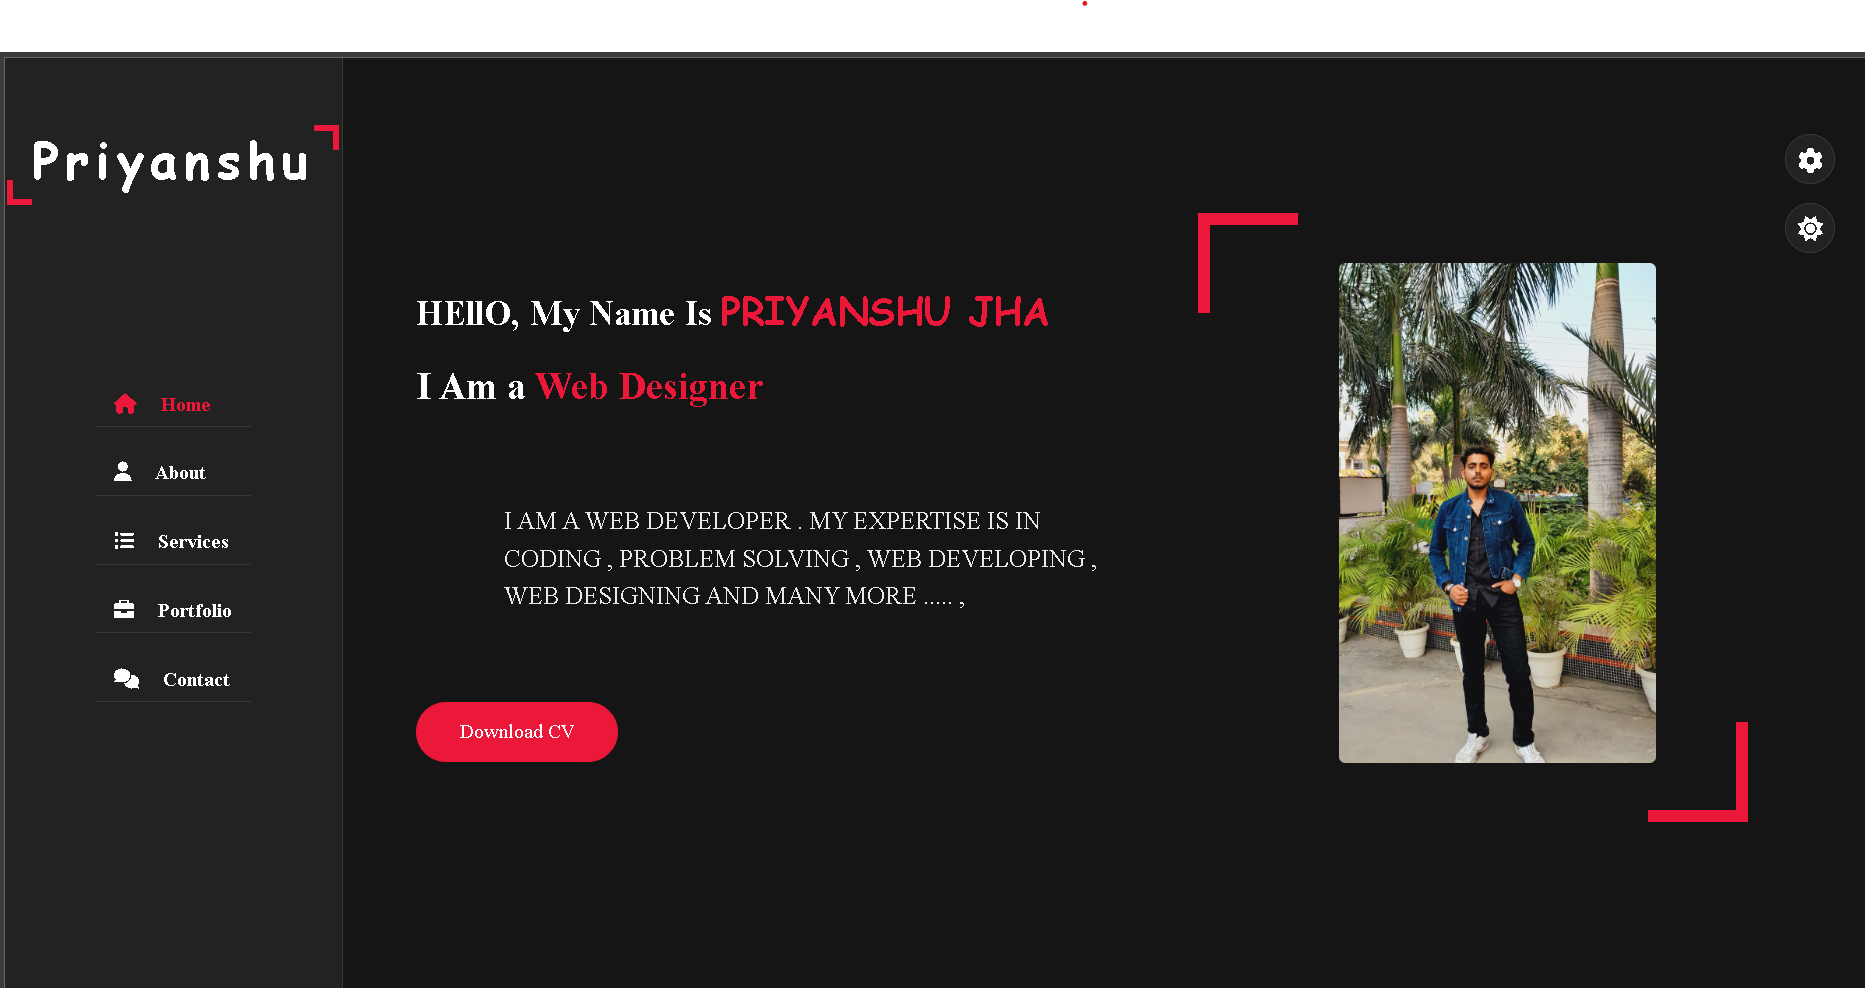 Priyanshu
Home
About
Services
Portfolio
Contact
HEllO, My Name Is PRIYANSHU JHA
I Am a Web Designer
I AM A WEB DEVELOPER . MY EXPERTISE IS IN
CODING , PROBLEM SOLVING , WEB DEVELOPING ,
WEB DESIGNING AND MANY MORE ..... ,
Download CV